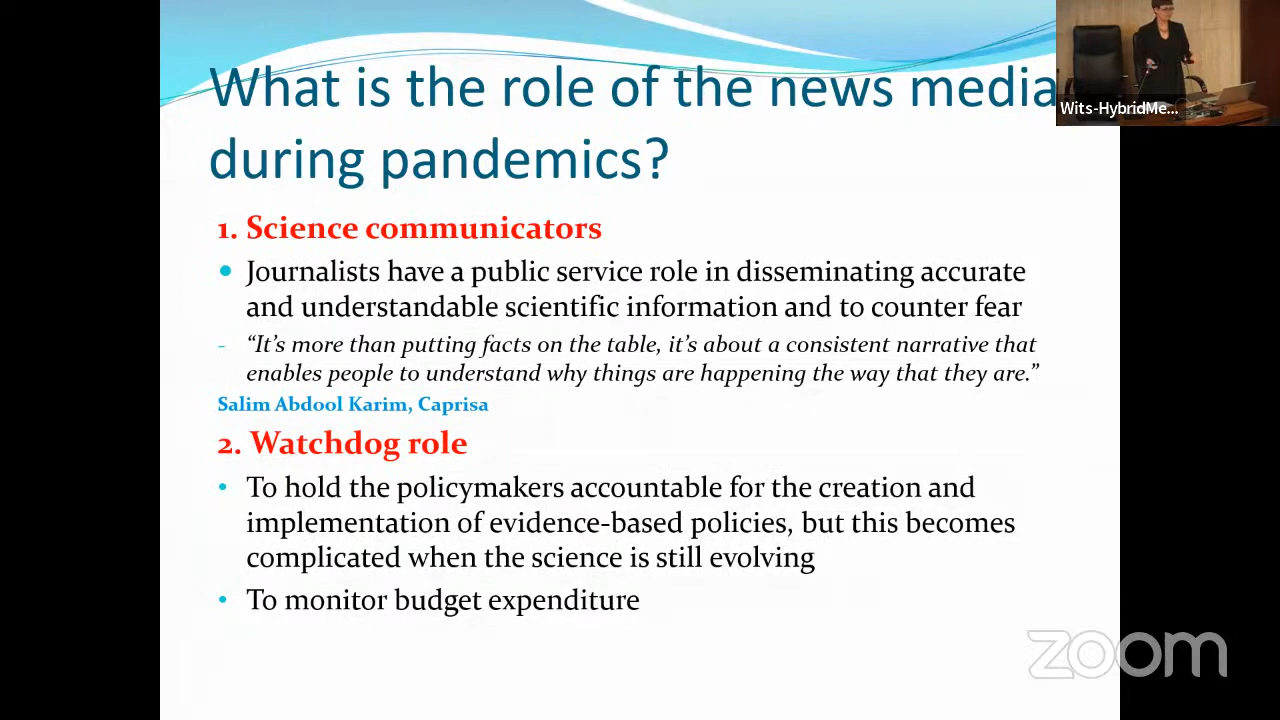 What is the role of the news media
during pandemics?
Wits-HybridMe...
1. Science communicators
• Journalists have a public service role in disseminating accurate
and understandable scientific information and to counter fear
- “It’s more than putting facts on the table, it’s about a consistent narrative that
enables people to understand why things are happening the way that they are.”
Salim Abdool Karim, Caprisa
2. Watchdog role
• To hold the policymakers accountable for the creation and
implementation of evidence-based policies, but this becomes
complicated when the science is still evolving
• To monitor budget expenditure
zoom